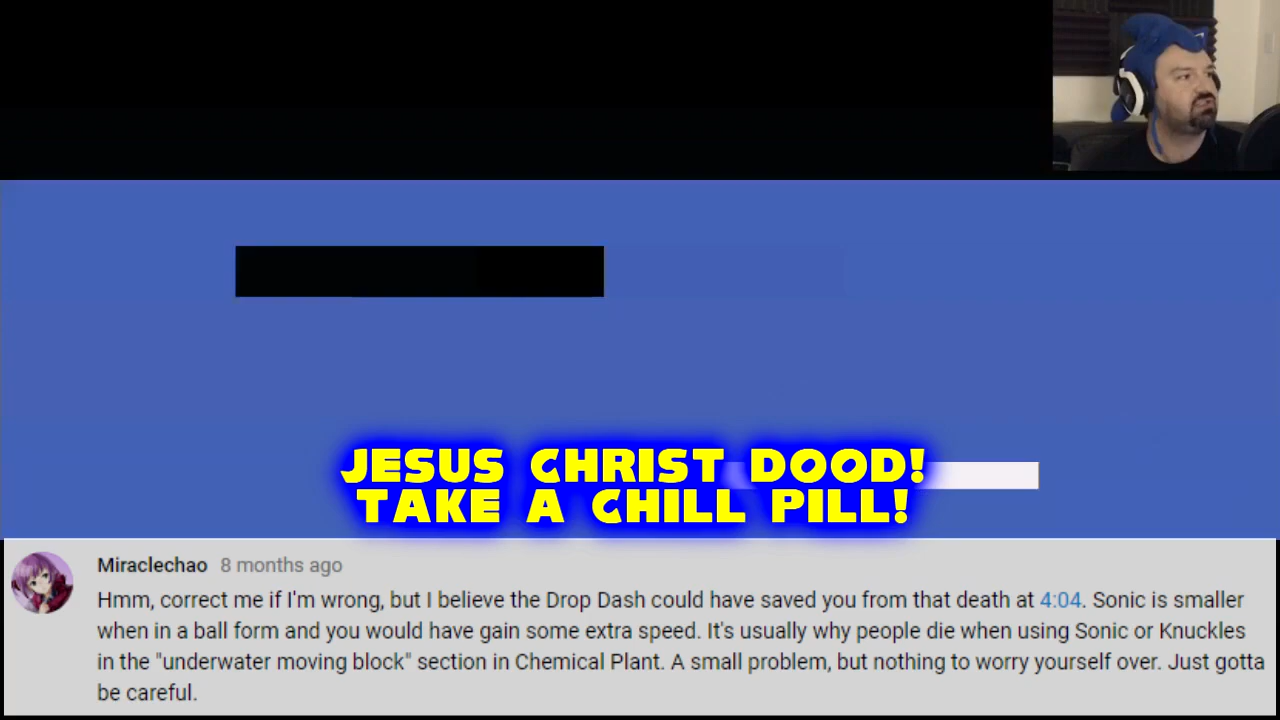 JESUS CHRIST DOOD!
TAKE A CHILL PILL!
Miraclechao 8 months ago
Hmm, correct me if I'm wrong, but I believe the Drop Dash could have saved you from that death at 4:04. Sonic is smaller
when in a ball form and you would have gain some extra speed. It's usually why people die when using Sonic or Knuckles
in the "underwater moving block" section in Chemical Plant. A small problem, but nothing to worry yourself over. Just gotta
be careful.